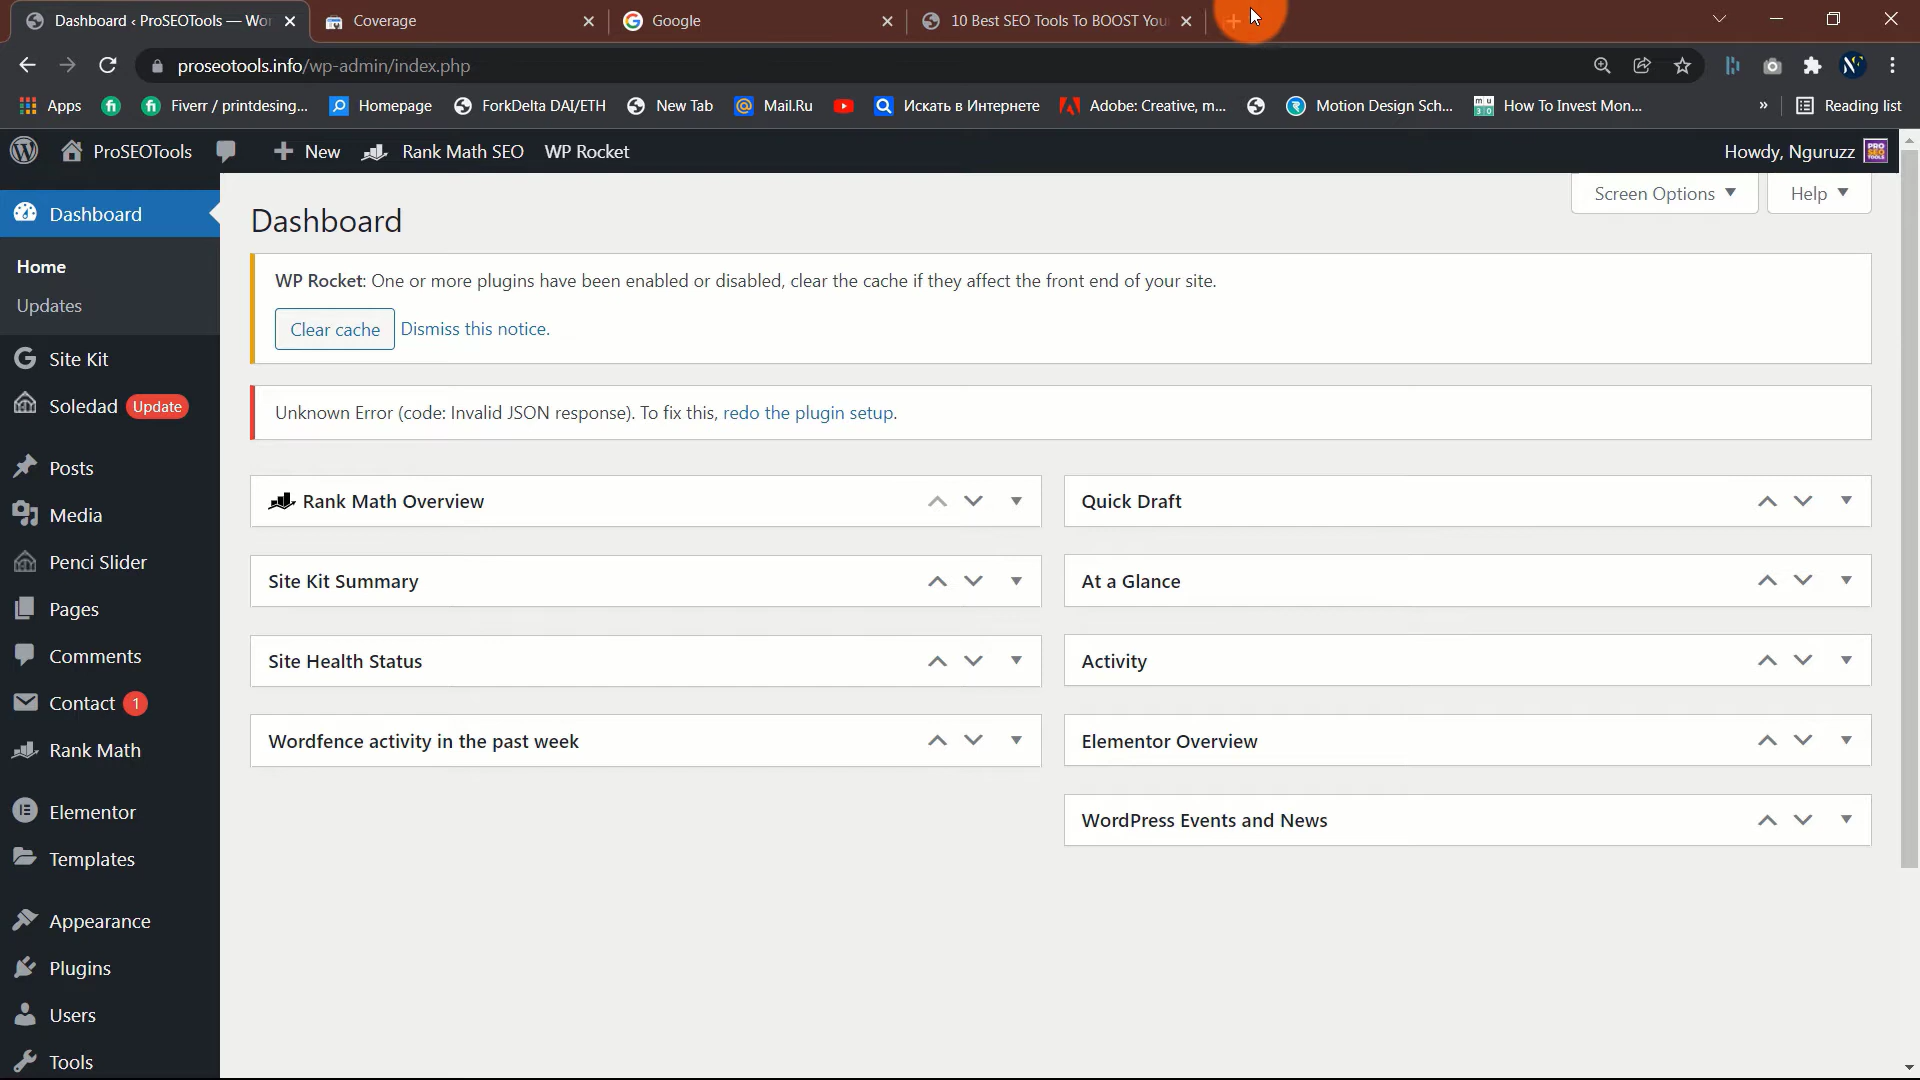 Dashboard ‹ ProSEOTools — Wor
Coverage
Google
10 Best SEO Tools To BOOST You
proseotools.info/wp-admin/index.php
Apps
Fiverr / printdesing...
Homepage
ForkDelta DAI/ETH
New Tab
Mail.Ru
Искать в Интернете
Adobe: Creative, m...
Motion Design Sch...
How To Invest Mon...
»
Reading list
ProSEOTools
New
Rank Math SEO
WP Rocket
Howdy, Nguruzz
Dashboard
Home
Updates
Site Kit
Soledad Update
Posts
Media
Penci Slider
Pages
Comments
Contact 1
Rank Math
Elementor
Templates
Appearance
Plugins
Users
Tools
Screen Options
Help
Dashboard
WP Rocket: One or more plugins have been enabled or disabled, clear the cache if they affect the front end of your site.
Clear cache Dismiss this notice.
Unknown Error (code: Invalid JSON response). To fix this, redo the plugin setup.
Rank Math Overview
Site Kit Summary
Site Health Status
Wordfence activity in the past week
Quick Draft
At a Glance
Activity
Elementor Overview
WordPress Events and News